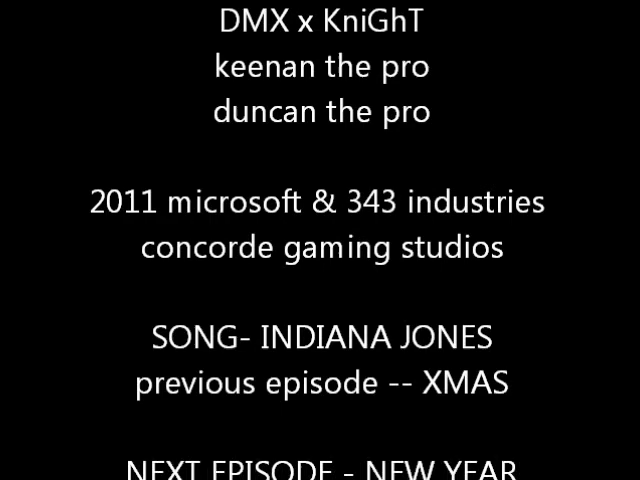 DMX x KniGhT
keenan the pro
duncan the pro
2011 microsoft & 343 industries
concorde gaming studios
SONG- INDIANA JONES
previous episode -- XMAS
NEXT EPISODE - NEW YEAR